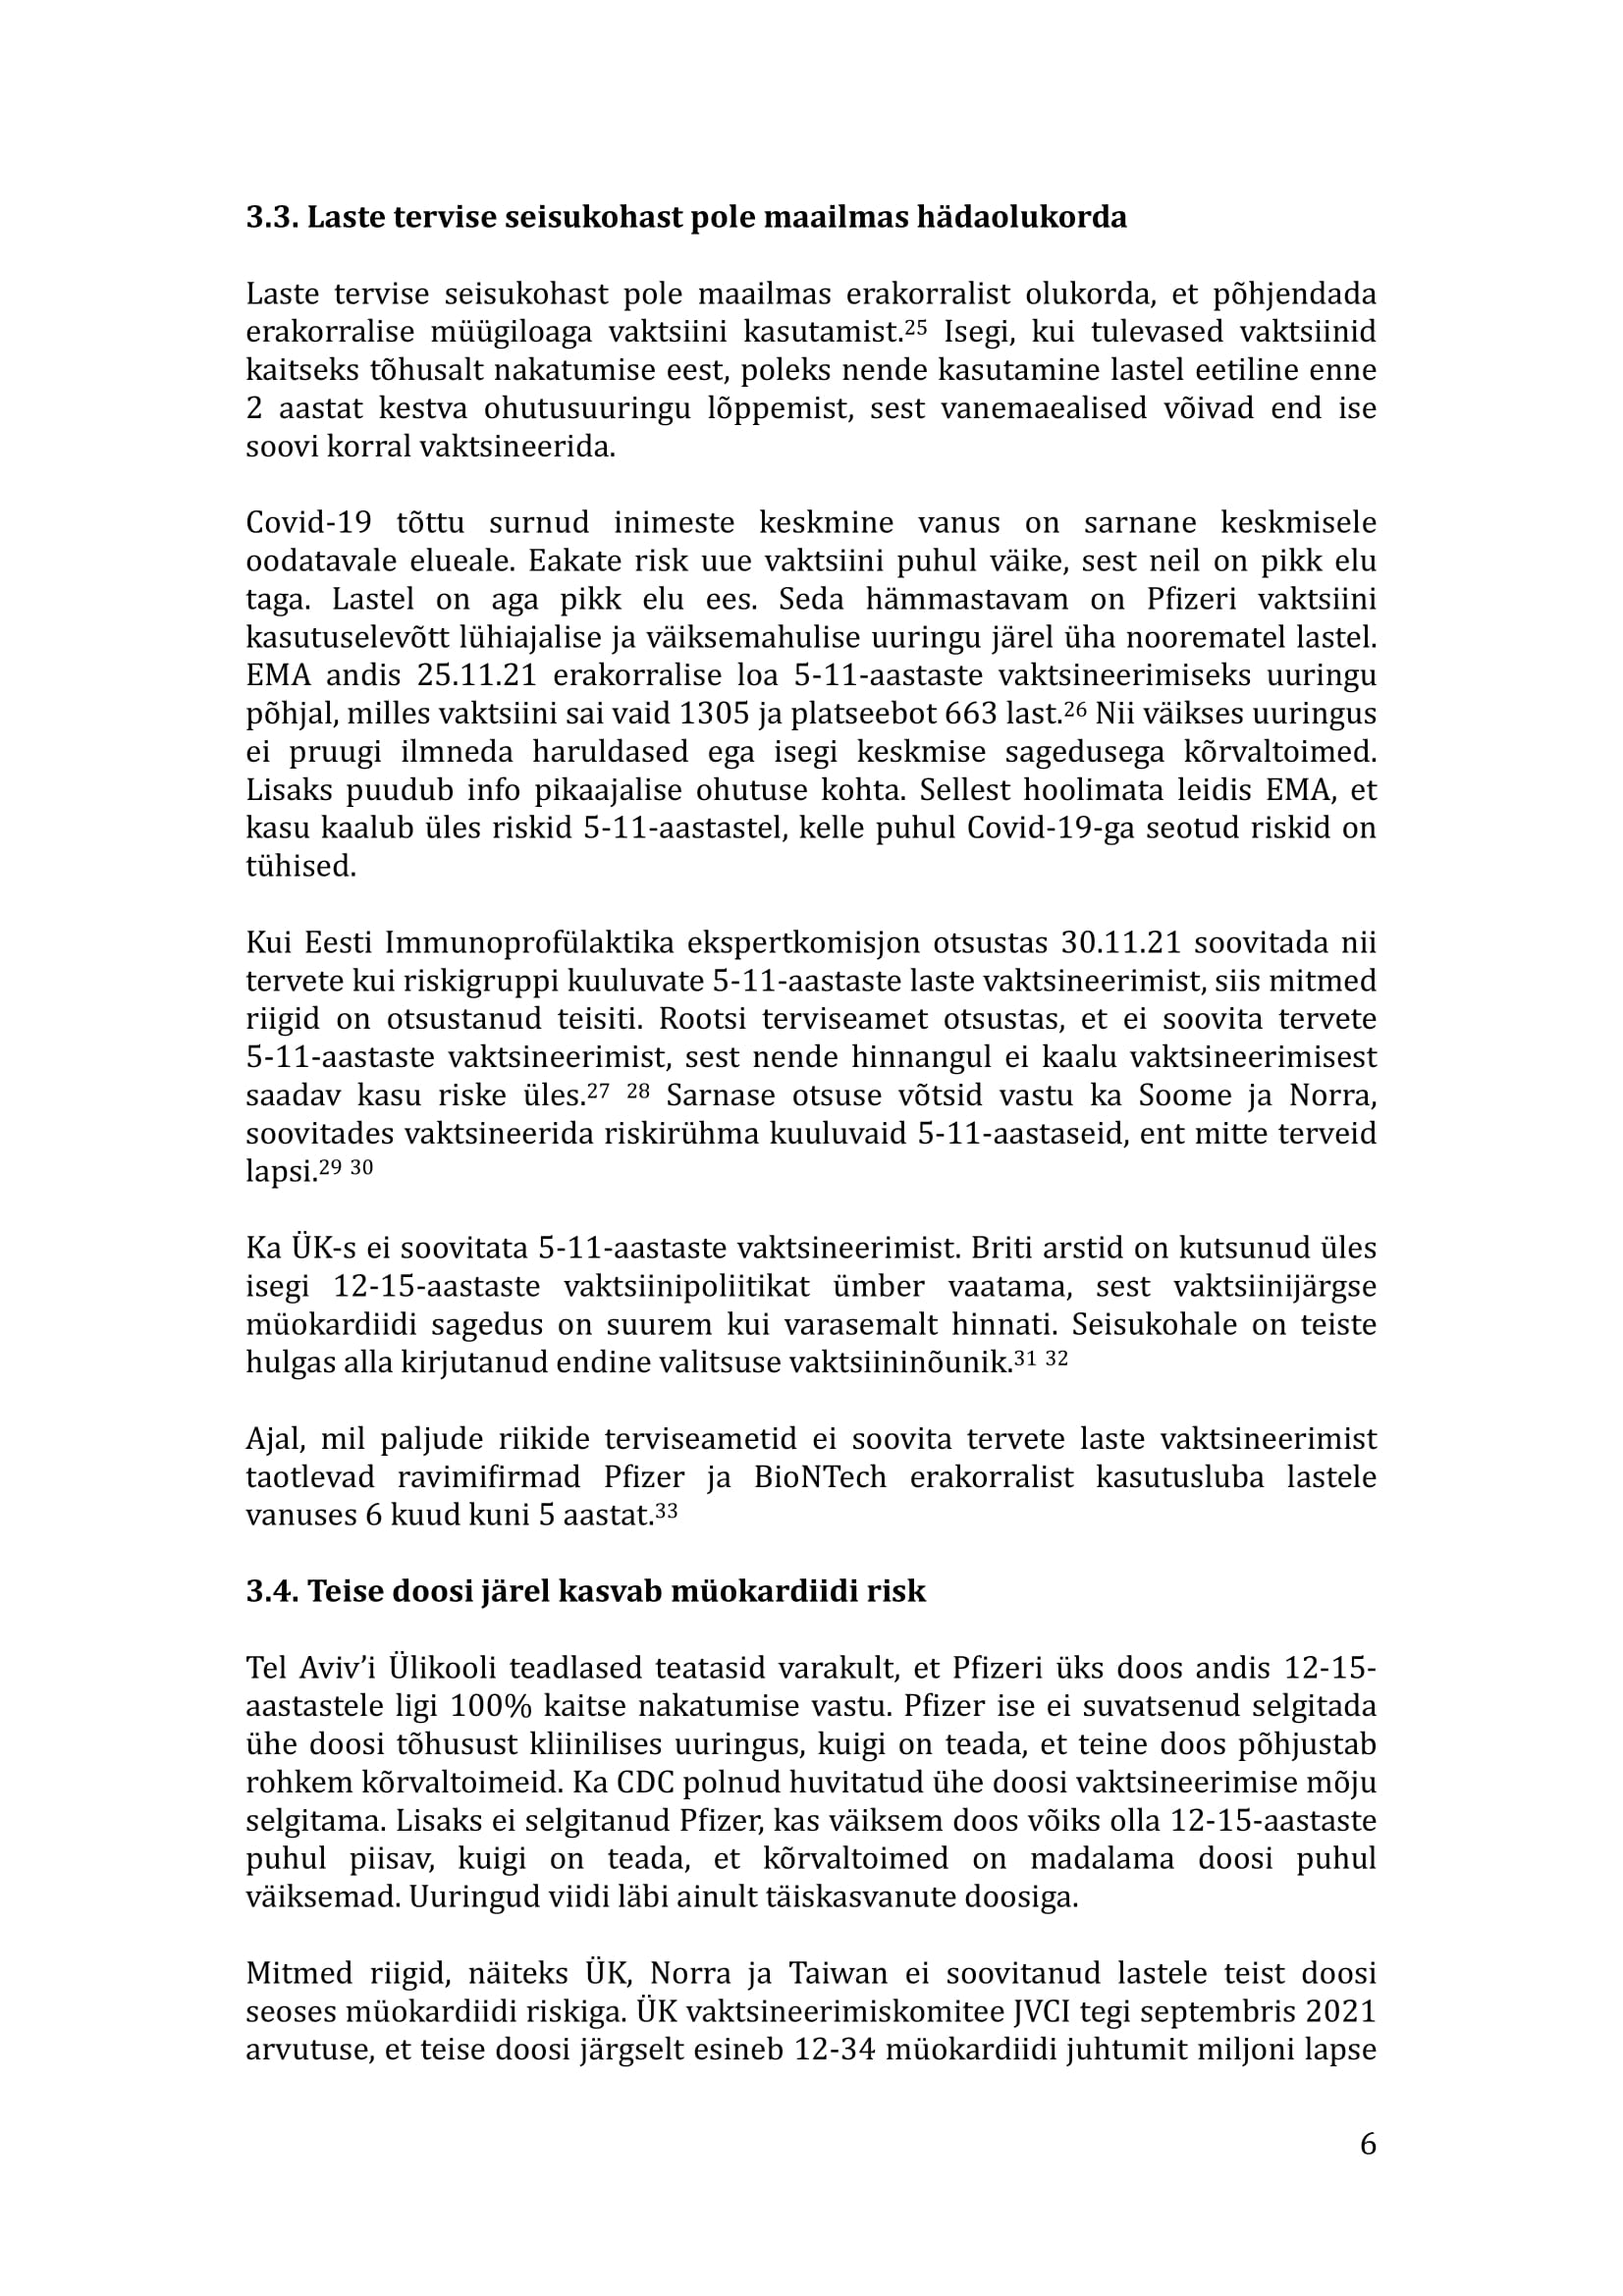 3.3. Laste tervise seisukohast pole maailmas hädaolukorda
Laste tervise seisukohast pole maailmas erakorralist olukorda, et põhjendada
erakorralise müügiloaga vaktsiini kasutamist.25 Isegi, kui tulevased vaktsiinid
kaitseks tõhusalt nakatumise eest, poleks nende kasutamine lastel eetiline enne
2 aastat kestva ohutusuuringu lõppemist, sest vanemaealised võivad end ise
soovi korral vaktsineerida.
Covid-19 tõttu surnud inimeste keskmine vanus on sarnane keskmisele
oodatavale elueale. Eakate risk uue vaktsiini puhul väike, sest neil on pikk elu
taga. Lastel on aga pikk elu ees. Seda hämmastavam on Pfizeri vaktsiini
kasutuselevõtt lühiajalise ja väiksemahulise uuringu järel üha noorematel lastel.
EMA andis 25.11.21 erakorralise loa 5-11-aastaste vaktsineerimiseks uuringu
põhjal, milles vaktsiini sai vaid 1305 ja platseebot 663 last.26 Nii väikses uuringus
ei pruugi ilmneda haruldased ega isegi keskmise sagedusega kõrvaltoimed.
Lisaks puudub info pikaajalise ohutuse kohta. Sellest hoolimata leidis EMA, et
kasu kaalub üles riskid 5-11-aastastel, kelle puhul Covid-19-ga seotud riskid on
tühised.
Kui Eesti Immunoprofülaktika ekspertkomisjon otsustas 30.11.21 soovitada nii
tervete kui riskigruppi kuuluvate 5-11-aastaste laste vaktsineerimist, siis mitmed
riigid on otsustanud teisiti. Rootsi terviseamet otsustas, et ei soovita tervete
5-11-aastaste vaktsineerimist, sest nende hinnangul ei kaalu vaktsineerimisest
saadav kasu riske üles.27 28 Sarnase otsuse võtsid vastu ka Soome ja Norra,
soovitades vaktsineerida riskirühma kuuluvaid 5-11-aastaseid, ent mitte terveid
lapsi.29 30
Ka ÜK-s ei soovitata 5-11-aastaste vaktsineerimist. Briti arstid on kutsunud üles
isegi 12-15-aastaste vaktsiinipoliitikat ümber vaatama, sest vaktsiinijärgse
müokardiidi sagedus on suurem kui varasemalt hinnati. Seisukohale on teiste
hulgas alla kirjutanud endine valitsuse vaktsiininõunik.31 32
Ajal, mil paljude riikide terviseametid ei soovita tervete laste vaktsineerimist
taotlevad ravimifirmad Pfizer ja BioNTech erakorralist kasutusluba lastele
vanuses 6 kuud kuni 5 aastat.33
3.4. Teise doosi järel kasvab müokardiidi risk
Tel Aviv’i Ülikooli teadlased teatasid varakult, et Pfizeri üks doos andis 12-15-
aastastele ligi 100% kaitse nakatumise vastu. Pfizer ise ei suvatsenud selgitada
ühe doosi tõhusust kliinilises uuringus, kuigi on teada, et teine doos põhjustab
rohkem kõrvaltoimeid. Ka CDC polnud huvitatud ühe doosi vaktsineerimise mõju
selgitama. Lisaks ei selgitanud Pfizer, kas väiksem doos võiks olla 12-15-aastaste
puhul piisav, kuigi on teada, et kõrvaltoimed on madalama doosi puhul
väiksemad. Uuringud viidi läbi ainult täiskasvanute doosiga.
Mitmed riigid, näiteks ÜK, Norra ja Taiwan ei soovitanud lastele teist doosi
seoses müokardiidi riskiga. ÜK vaktsineerimiskomitee JVCI tegi septembris 2021
arvutuse, et teise doosi järgselt esineb 12-34 müokardiidi juhtumit miljoni lapse
6